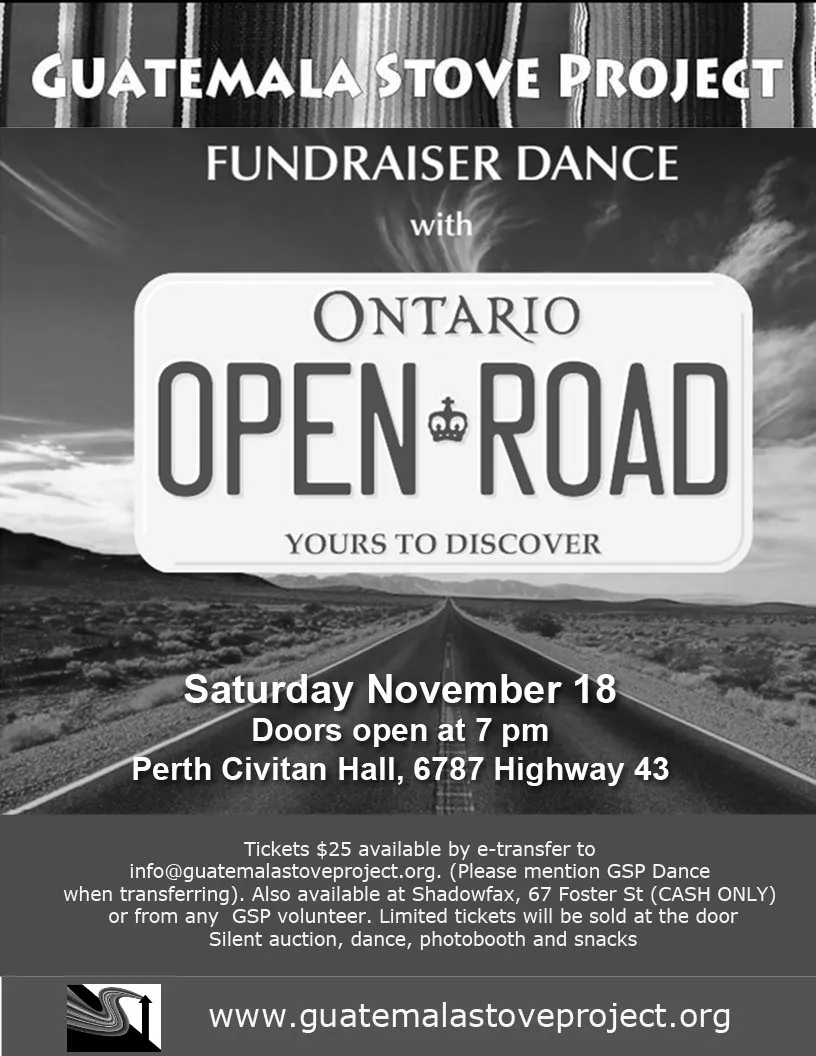 GUATEMALA STOVE PROJECT
FUNDRAISER DANCE
with
ONTARIO
OPEN ROAD
YOURS TO DISCOVER
Saturday November 18
Doors open at 7 pm
Perth Civitan Hall, 6787 Highway 43
Tickets $25 available by e-transfer to
info@guatemalastoveproject.org. (Please mention GSP Dance
when transferring). Also available at Shadowfax, 67 Foster St (CASH ONLY)
or from any  GSP volunteer. Limited tickets will be sold at the door
Silent auction, dance, photobooth and snacks
www.guatemalastoveproject.org